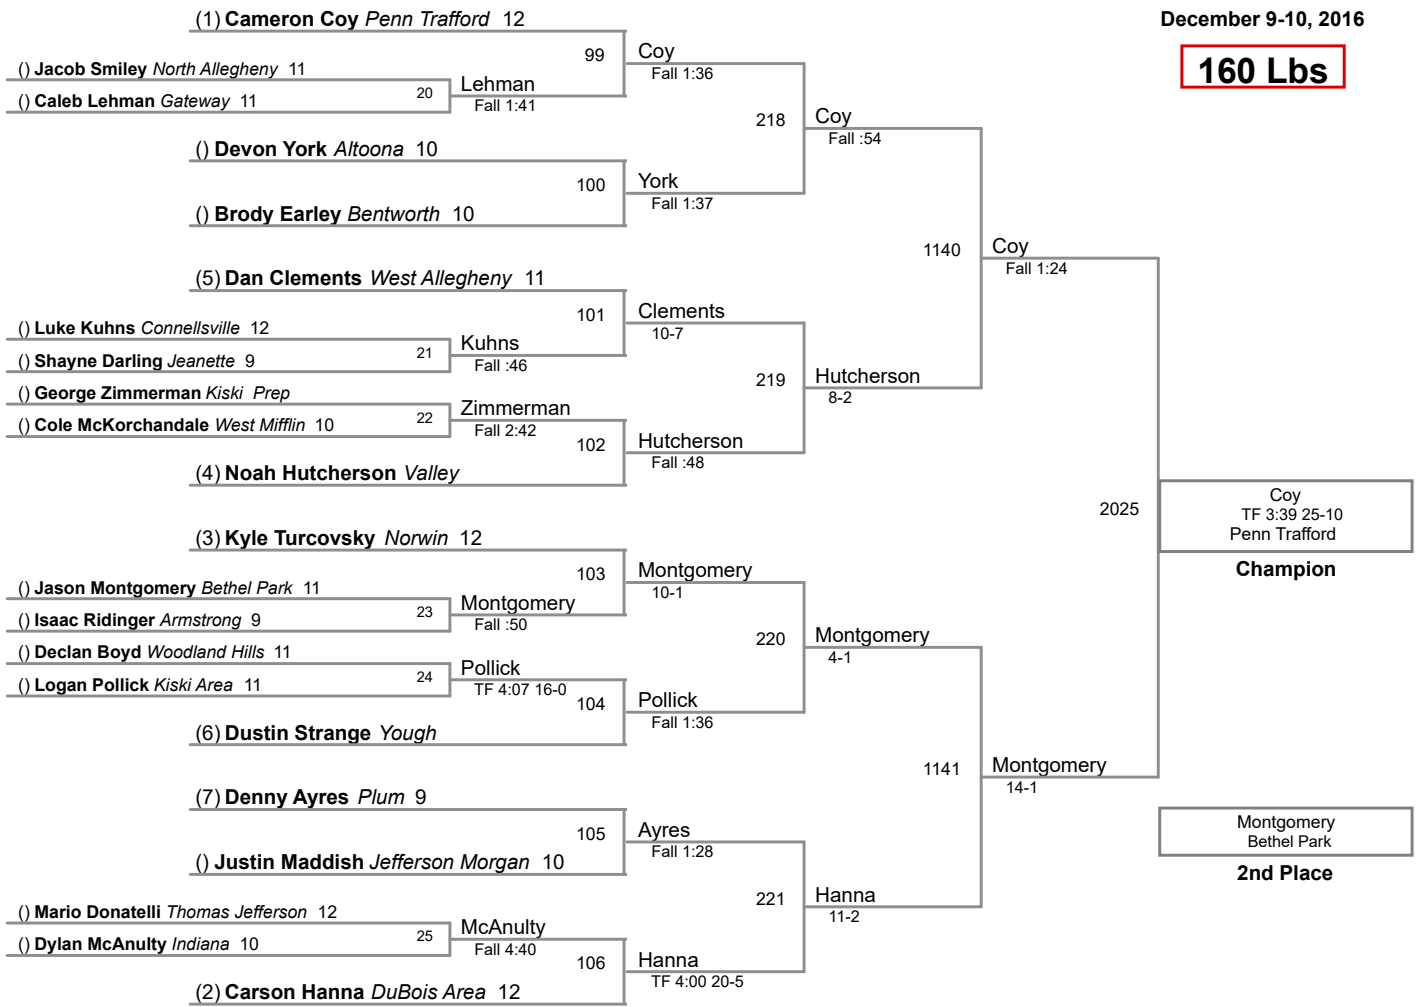 (1) Cameron Coy Penn Trafford 12
December 9-10, 2016
160 Lbs
99
Coy
Fall 1:36
() Jacob Smiley North Allegheny 11
20
Lehman
Fall 1:41
() Caleb Lehman Gateway 11
218
Coy
Fall :54
() Devon York Altoona 10
100
York
Fall 1:37
() Brody Earley Bentworth 10
1140
Coy
Fall 1:24
(5) Dan Clements West Allegheny 11
101
Clements
10-7
() Luke Kuhns Connellsville 12
21
Kuhns
Fall :46
() Shayne Darling Jeanette 9
219
Hutcherson
8-2
() George Zimmerman Kiski Prep
22
Zimmerman
Fall 2:42
() Cole McKorchandale West Mifflin 10
102
Hutcherson
Fall :48
(4) Noah Hutcherson Valley
2025
Coy
TF 3:39 25-10
Penn Trafford
Champion
(3) Kyle Turcovsky Norwin 12
103
Montgomery
10-1
() Jason Montgomery Bethel Park 11
23
Montgomery
Fall :50
() Isaac Ridinger Armstrong 9
220
Montgomery
4-1
() Declan Boyd Woodland Hills 11
24
Pollick
TF 4:07 16-0
() Logan Pollick Kiski Area 11
104
Pollick
Fall 1:36
(6) Dustin Strange Yough
1141
Montgomery
14-1
(7) Denny Ayres Plum 9
105
Ayres
Fall 1:28
() Justin Maddish Jefferson Morgan 10
Montgomery
Bethel Park
2nd Place
221
Hanna
11-2
() Mario Donatelli Thomas Jefferson 12
25
McAnulty
Fall 4:40
() Dylan McAnulty Indiana 10
106
Hanna
TF 4:00 20-5
(2) Carson Hanna DuBois Area 12